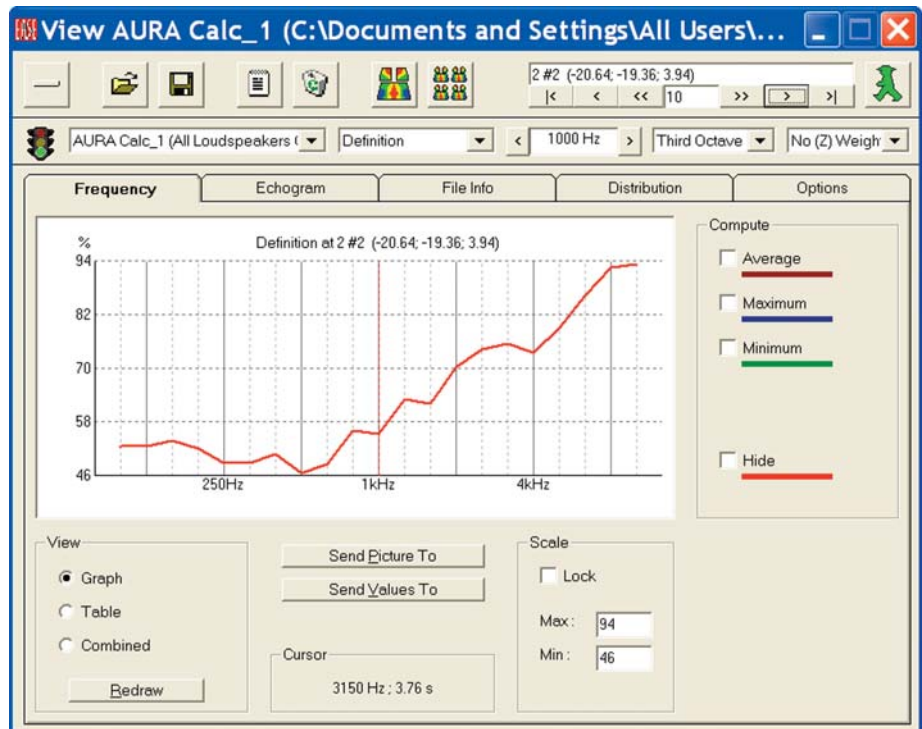 EASE View AURA Calc_1 (C:\Documents and Settings\All Users\...
2 #2 (-20.64; -19.36; 3.94)
|< < << 10 >> > >|
AURA Calc_1 (All Loudspeakers ( Definition < 1000 Hz > Third Octave No (Z) Weigh
Frequency Echogram File Info Distribution Options
% Definition at 2 #2 (-20.64; -19.36; 3.94)
94
82
70
58
46
250Hz 1kHz 4kHz
Compute
Average
Maximum
Minimum
Hide
View
Graph
Table
Combined
Redraw
Send Picture To
Send Values To
Cursor
3150 Hz ; 3.76 s
Scale
Lock
Max : 94
Min : 46